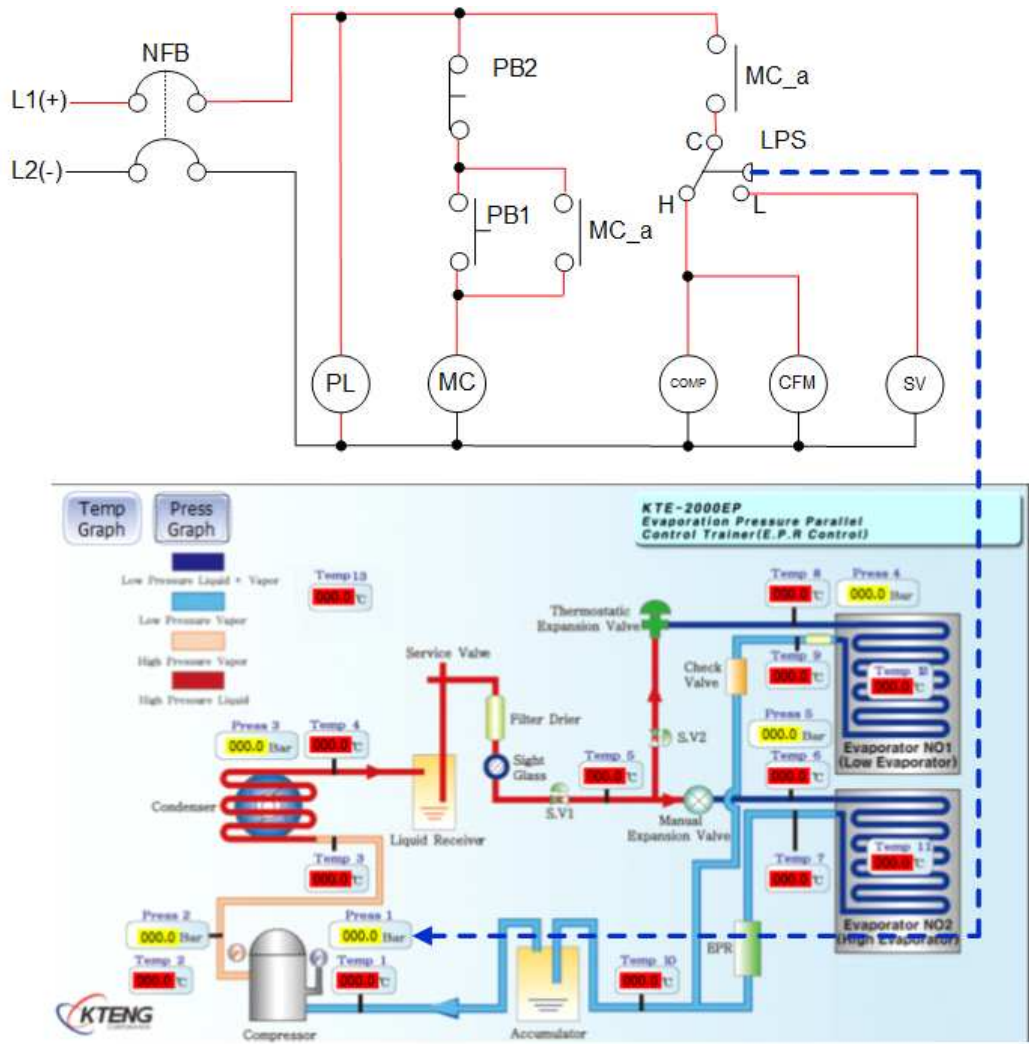 NFB
L1(+)
L2(-)
PB2
PB1
MC_a
MC_a
C
LPS
H
L
PL
MC
COMP
CFM
SV
Temp
Graph
Press
Graph
KTE-2000EP
Evaporation Pressure Parallel
Control Trainer(E.P.R Control)
Low Pressure Liquid + Vapor
Low Pressure Vapor
High Pressure Vapor
High Pressure Liquid
Temp13
000.0 ℃
Temp 8
000.0 ℃
Press 4
000.0 Bar
Thermostatic
Expansion Valve
Service Valve
Check
Valve
Temp 9
000.0 ℃
Temp 12
000.0 ℃
Filter Drier
Press 3
000.0 Bar
Temp 4
000.0 ℃
S.V2
Press 5
000.0 Bar
Evaporator NO1
(Low Evaporator)
Sight
Glass
Temp 5
000.0 ℃
Temp 6
000.0 ℃
Condenser
S.V1
Liquid Receiver
Manual
Expansion Valve
Temp 3
000.0 ℃
Temp 7
000.0 ℃
Temp 11
000.0 ℃
Press 2
000.0 Bar
Press 1
000.0 Bar
EPR
Evaporator NO2
(High Evaporator)
Temp 2
000.0 ℃
Temp 1
000.0 ℃
Temp 10
000.0 ℃
KTENG
Compressor
Accumulator